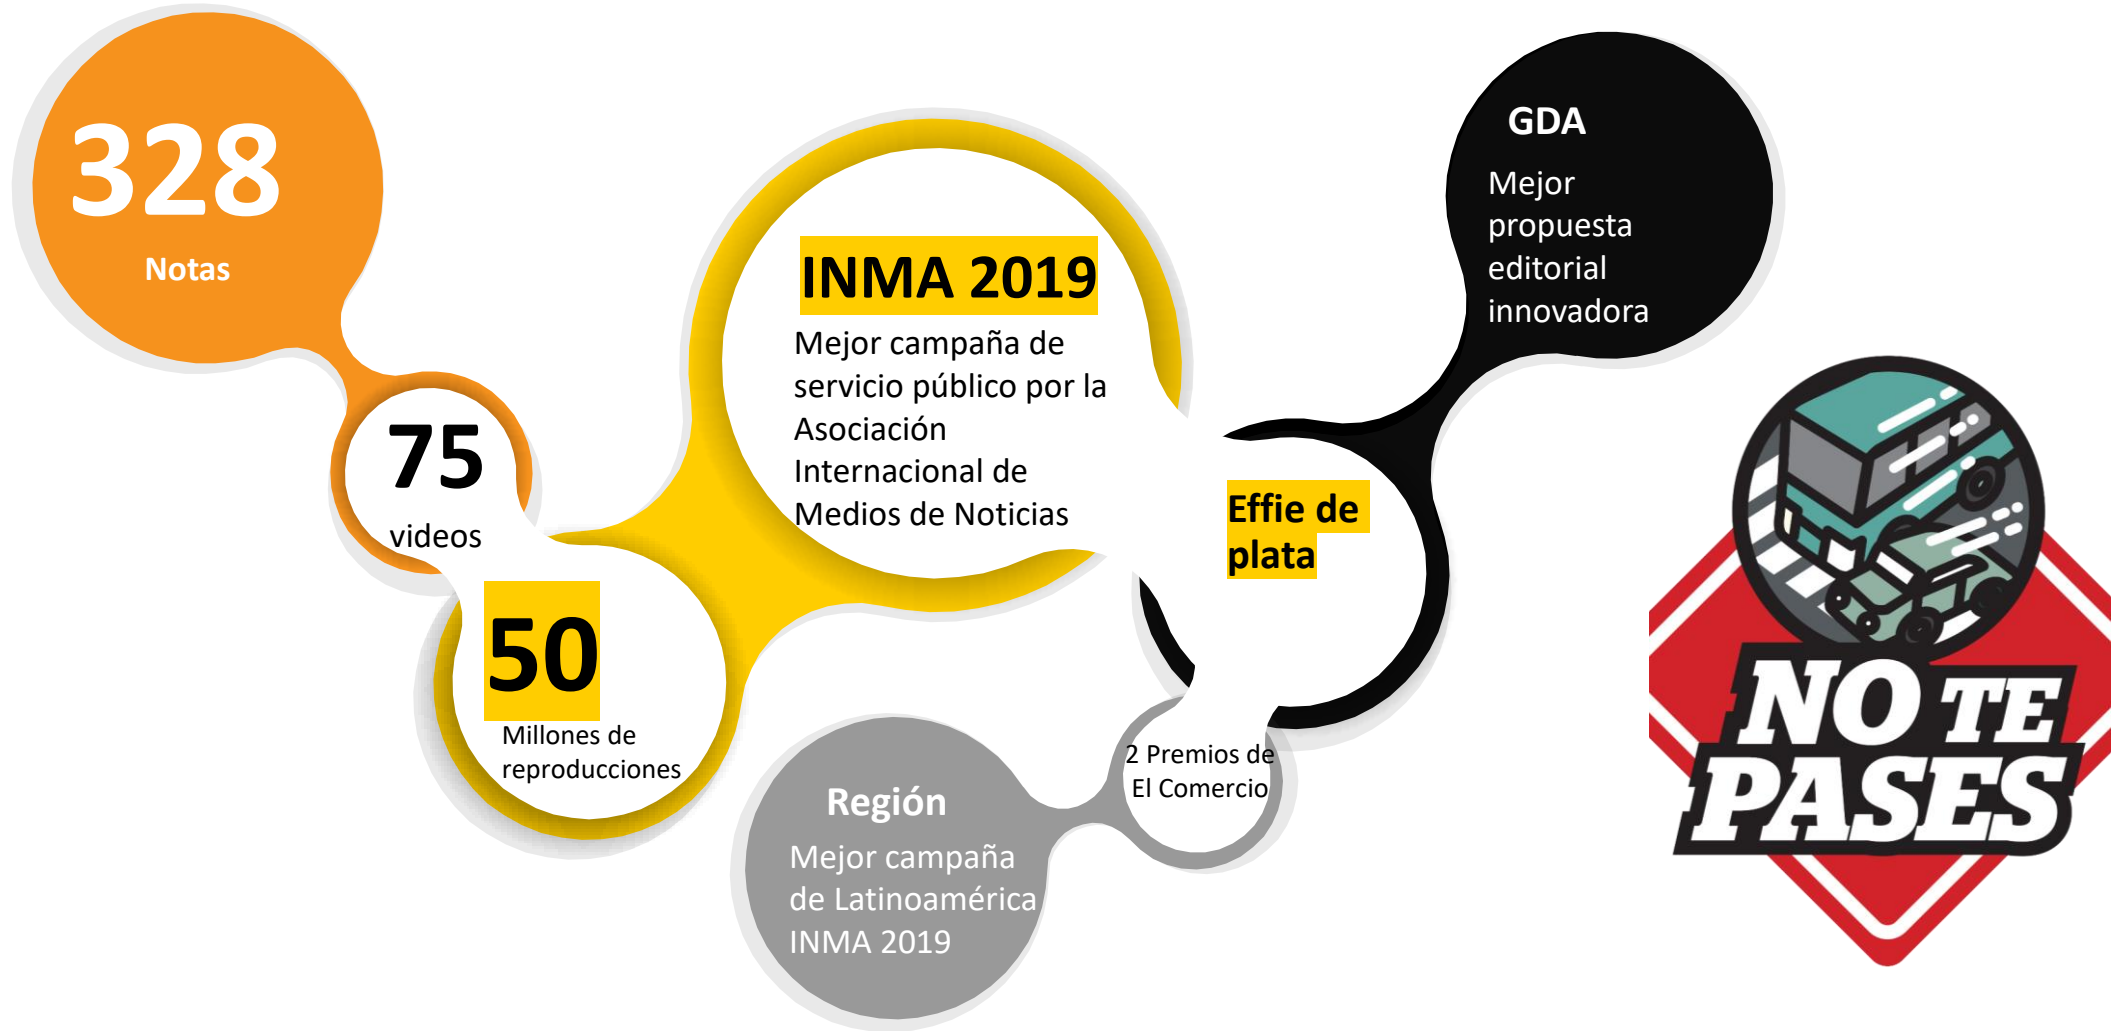 328
Notas
75
videos
50
Millones de
reproducciones
INMA 2019
Mejor campaña de
servicio público por la
Asociación
Internacional de
Medios de Noticias
Región
Mejor campaña
de Latinoamérica
INMA 2019
2 Premios de
El Comercio
Effie de
plata
GDA
Mejor
propuesta
editorial
innovadora
NO TE
PASES